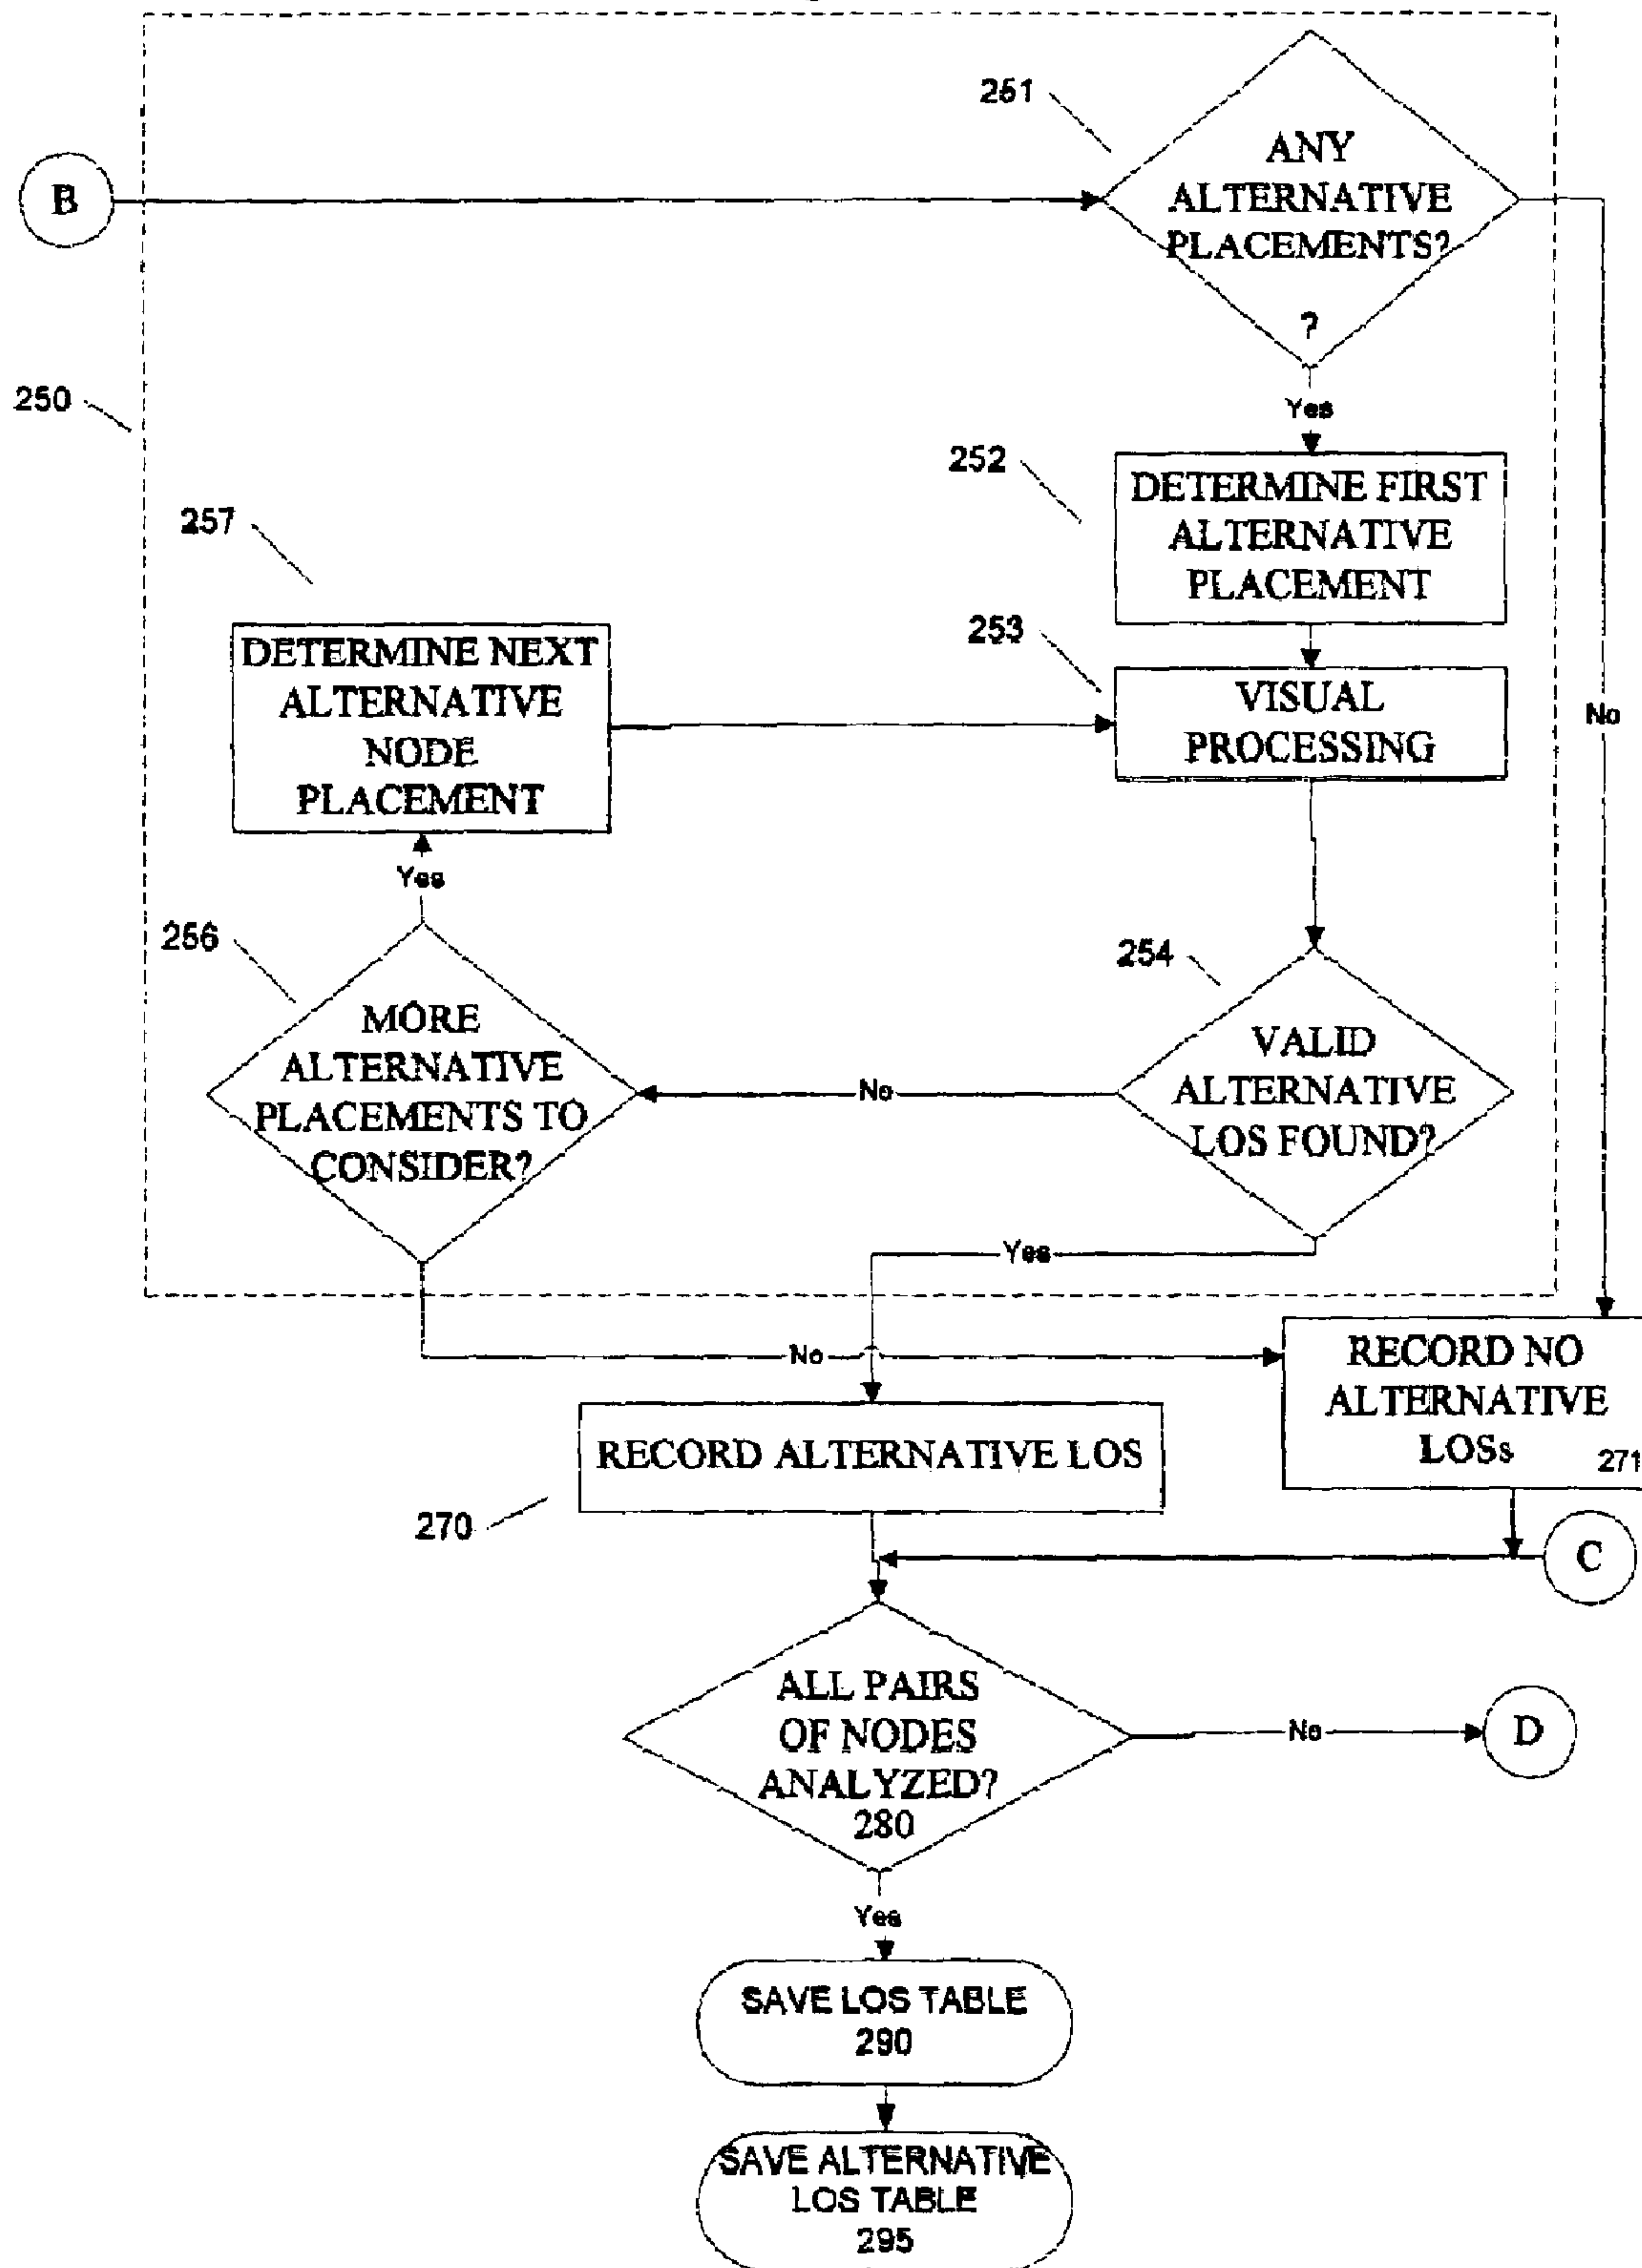 251
ANY
ALTERNATIVE
PLACEMENTS?
?
B
Yes
No
250
252
DETERMINE FIRST
ALTERNATIVE
PLACEMENT
257
DETERMINE NEXT
ALTERNATIVE
NODE
PLACEMENT
253
VISUAL
PROCESSING
Yes
256
MORE
ALTERNATIVE
PLACEMENTS TO
CONSIDER?
No
254
VALID
ALTERNATIVE
LOS FOUND?
Yes
No
RECORD NO
ALTERNATIVE
LOSs
271
RECORD ALTERNATIVE LOS
270
C
ALL PAIRS
OF NODES
ANALYZED?
280
No
D
Yes
SAVE LOS TABLE
290
SAVE ALTERNATIVE
LOS TABLE
295